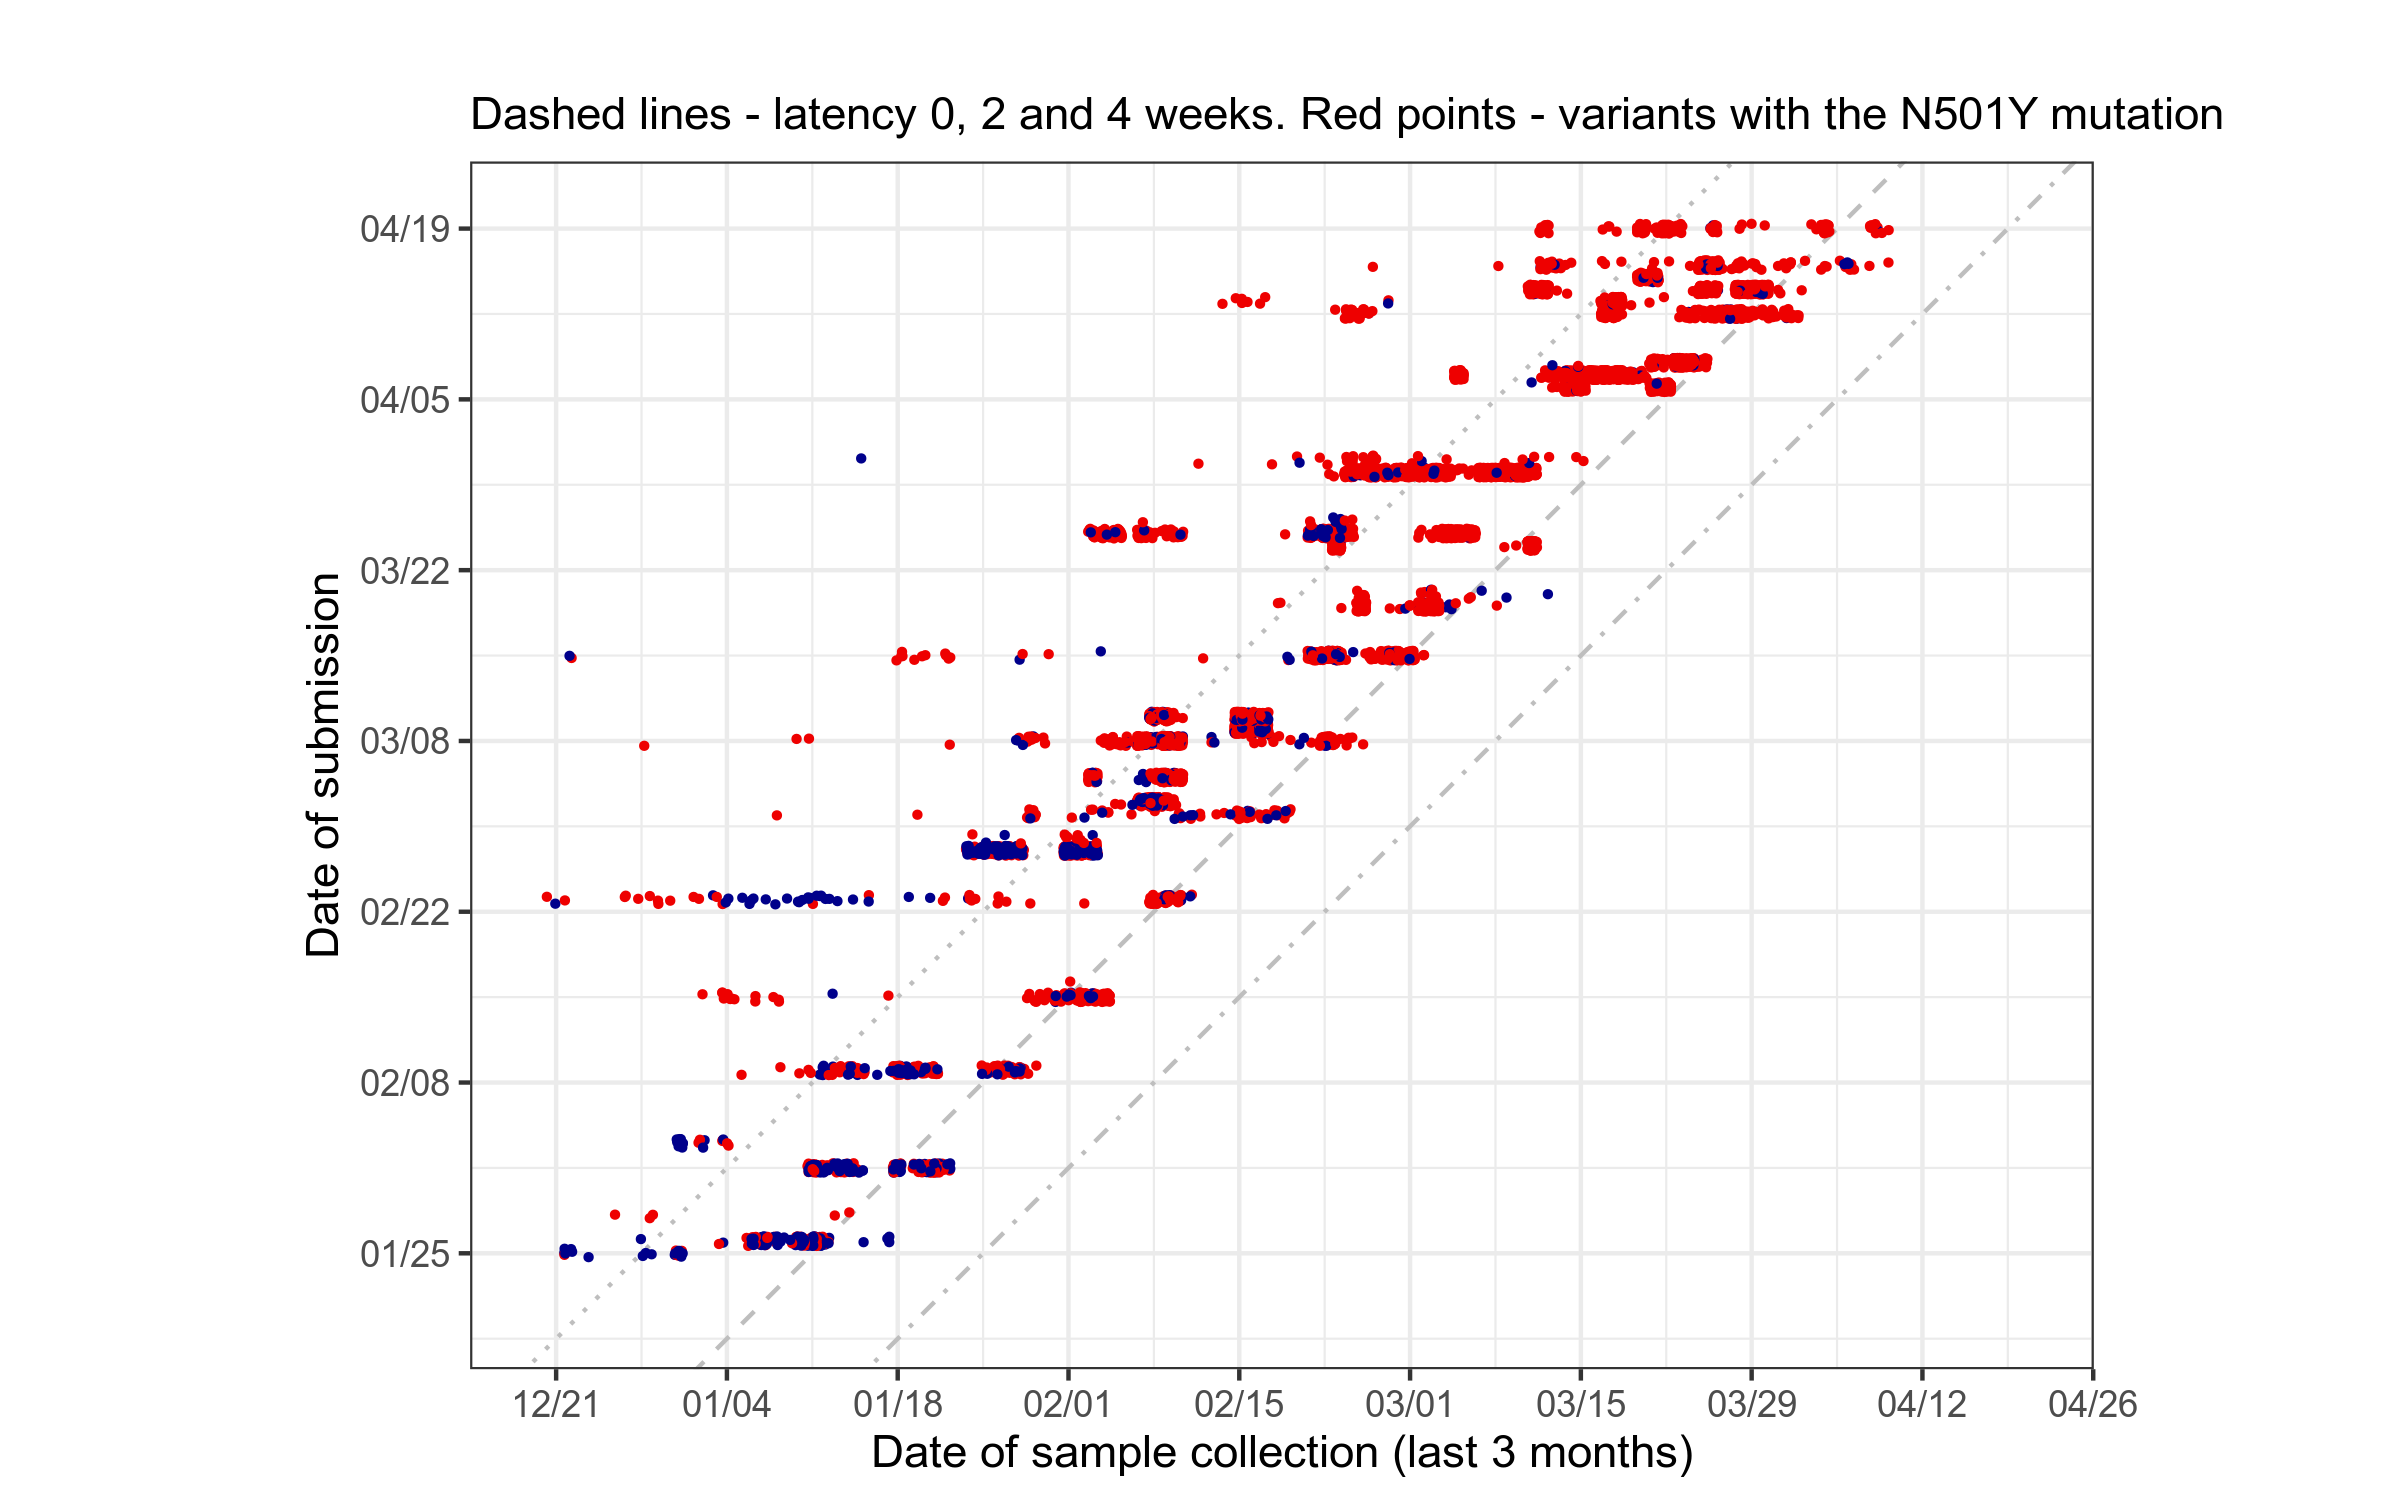 Dashed lines - latency 0, 2 and 4 weeks. Red points - variants with the N501Y mutation
04/19
04/05
03/22
03/08
02/22
02/08
01/25
Date of submission
12/21 01/04 01/18 02/01 02/15 03/01 03/15 03/29 04/12 04/26
Date of sample collection (last 3 months)